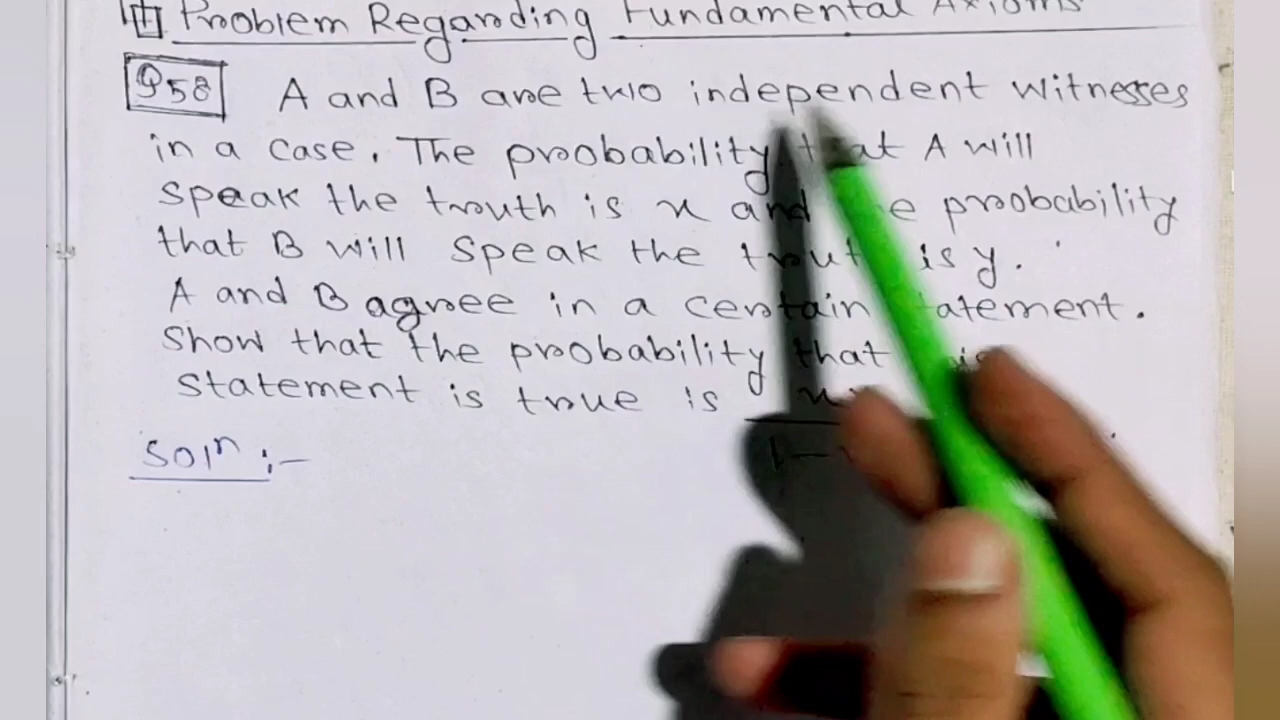 Problem Regarding Fundamental Axioms
Q58 A and B are two independent witnesses
in a case. The probability that A will
speak the truth is x and probability
that B will speak the is y.
A and B agree in a certain
Show that the probability that
statement is true is
Soln :-